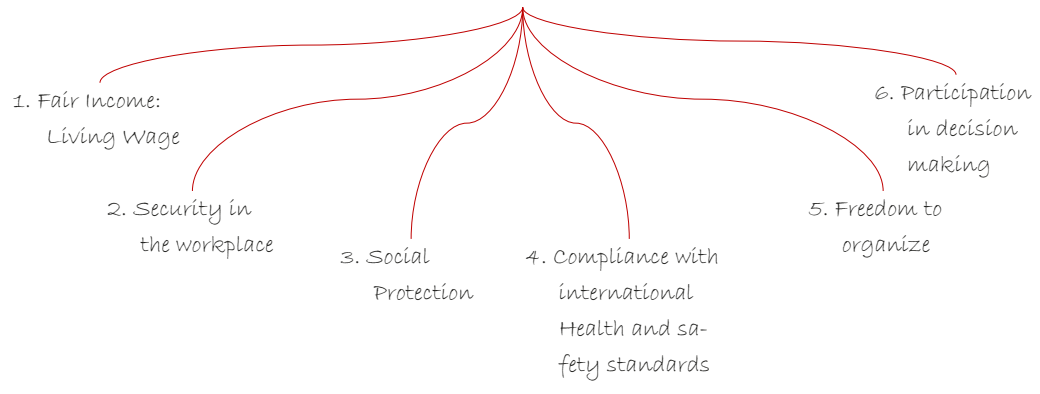 1. Fair Income:
Living Wage
2. Security in
the workplace
3. Social
Protection
4. Compliance with
international
Health and sa-
fety standards
5. Freedom to
organize
6. Participation
in decision
making